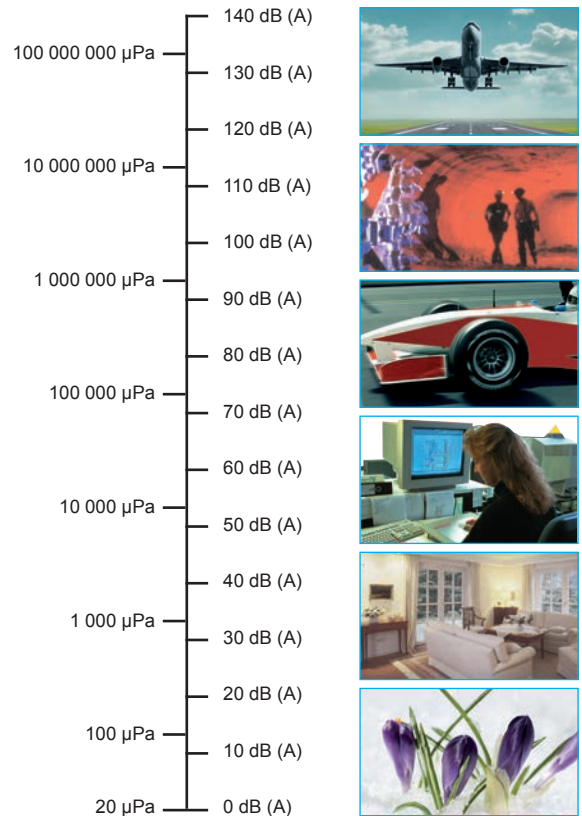 140 dB (A)
100 000 000 µPa
130 dB (A)
120 dB (A)
10 000 000 µPa
110 dB (A)
100 dB (A)
1 000 000 µPa
90 dB (A)
80 dB (A)
100 000 µPa
70 dB (A)
60 dB (A)
10 000 µPa
50 dB (A)
40 dB (A)
1 000 µPa
30 dB (A)
20 dB (A)
100 µPa
10 dB (A)
20 µPa 0 dB (A)